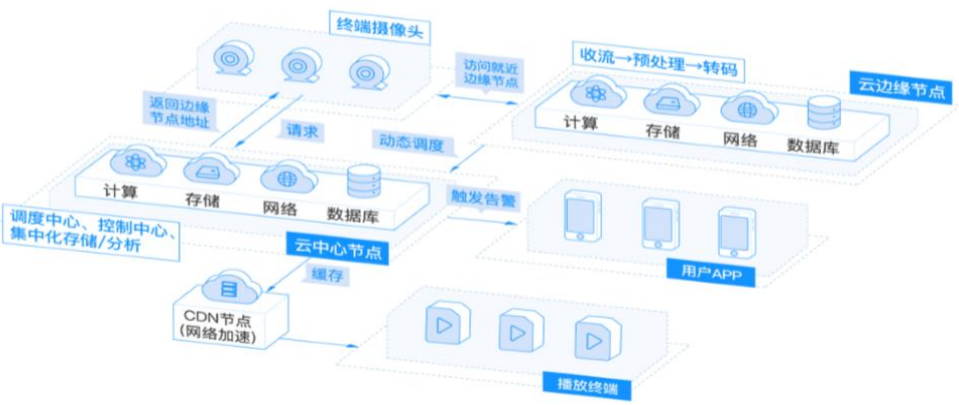 终端摄像头
收流→预处理→转码
访问就近
边缘节点
云边缘节点
计算
存储
网络
数据库
返回边缘
节点地址
请求
动态调度
计算
存储
网络
数据库
触发告警
调度中心、控制中心、
集中化存储/分析
云中心节点
用户APP
缓存
CDN节点
(网络加速)
播放终端